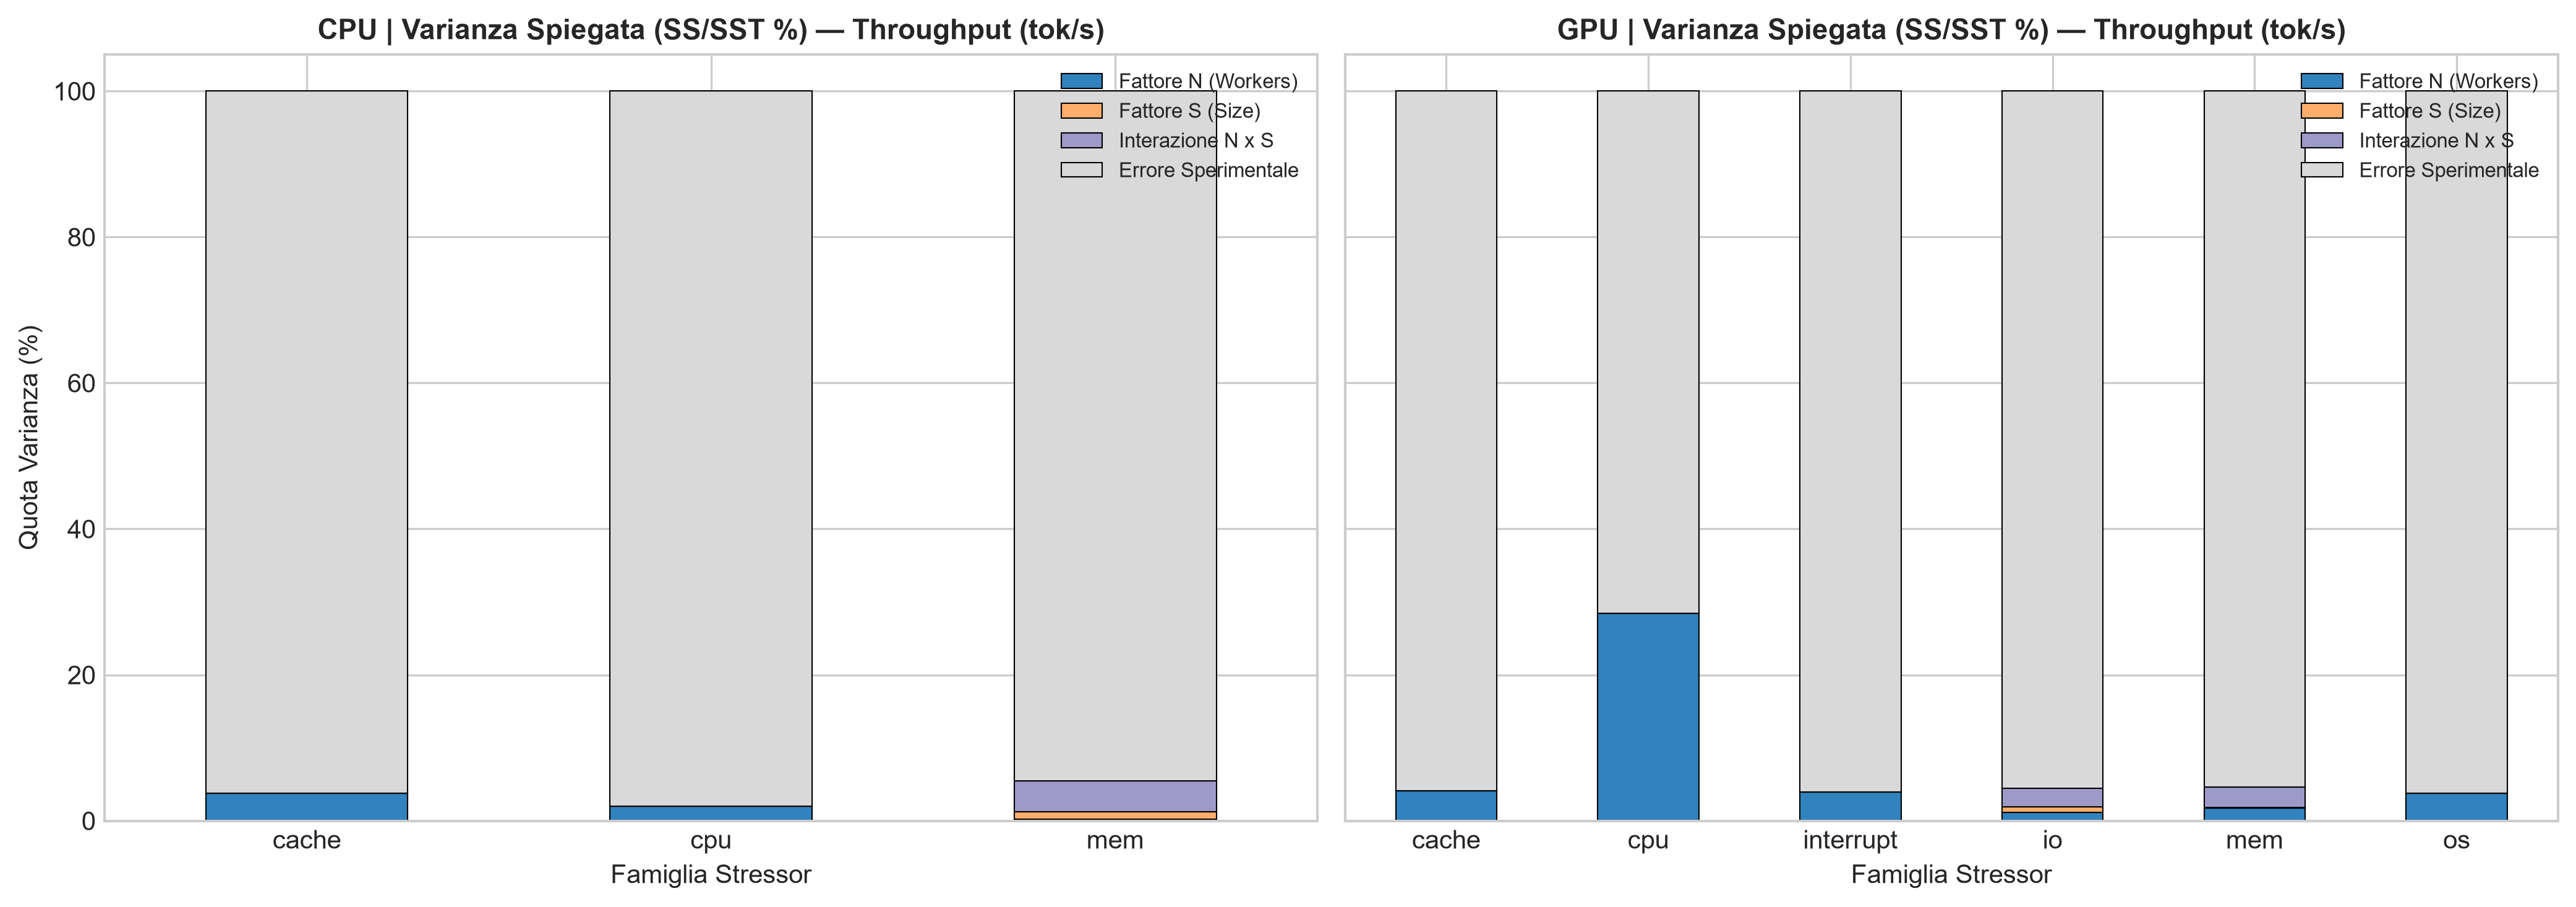 CPU | Varianza Spiegata (SS/SST %) — Throughput (tok/s)
Quota Varianza (%)
100
80
60
40
20
0
Fattore N (Workers)
Fattore S (Size)
Interazione N x S
Errore Sperimentale
cache
cpu
mem
Famiglia Stressor
GPU | Varianza Spiegata (SS/SST %) — Throughput (tok/s)
Fattore N (Workers)
Fattore S (Size)
Interazione N x S
Errore Sperimentale
cache
cpu
interrupt
io
mem
os
Famiglia Stressor